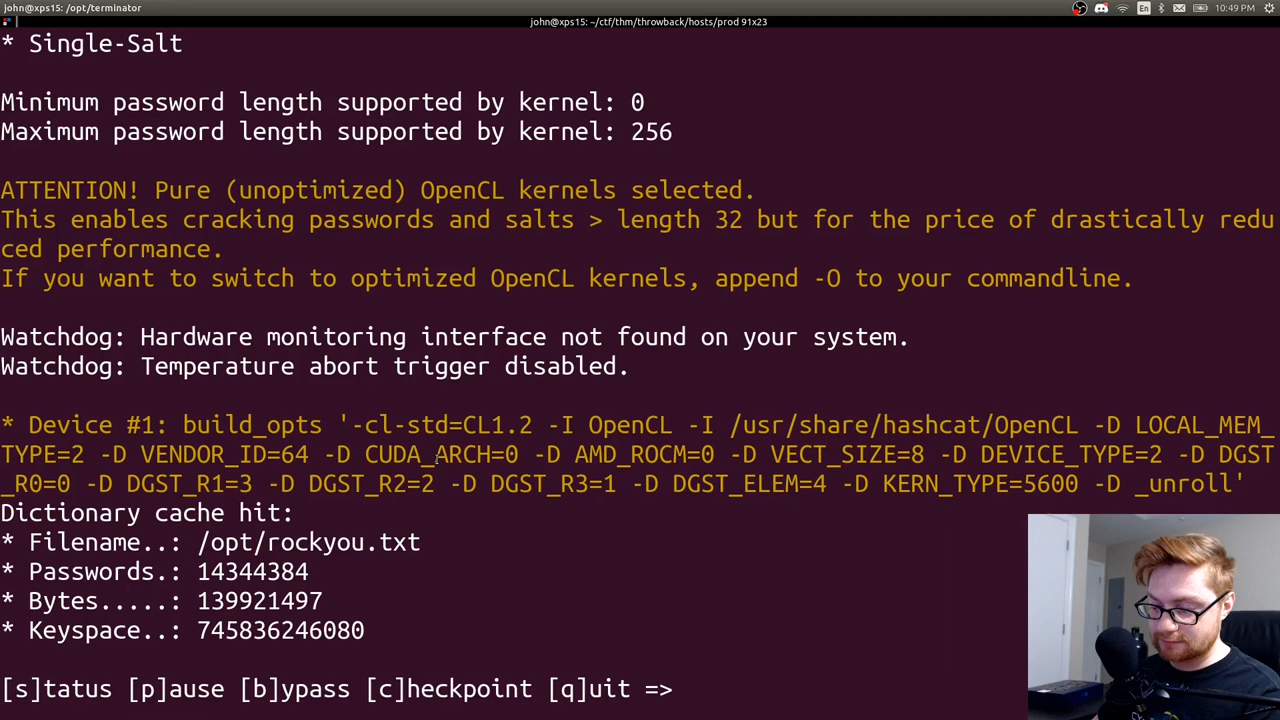 john@xps15: /opt/terminator
En
10:49 PM
john@xps15: ~/ctf/thm/throwback/hosts/prod 91x23
* Single-Salt
Minimum password length supported by kernel: 0
Maximum password length supported by kernel: 256
ATTENTION! Pure (unoptimized) OpenCL kernels selected.
This enables cracking passwords and salts > length 32 but for the price of drastically redu
ced performance.
If you want to switch to optimized OpenCL kernels, append -O to your commandline.
Watchdog: Hardware monitoring interface not found on your system.
Watchdog: Temperature abort trigger disabled.
* Device #1: build_opts '-cl-std=CL1.2 -I OpenCL -I /usr/share/hashcat/OpenCL -D LOCAL_MEM_
TYPE=2 -D VENDOR_ID=64 -D CUDA_ARCH=0 -D AMD_ROCM=0 -D VECT_SIZE=8 -D DEVICE_TYPE=2 -D DGST
_R0=0 -D DGST_R1=3 -D DGST_R2=2 -D DGST_R3=1 -D DGST_ELEM=4 -D KERN_TYPE=5600 -D _unroll'
Dictionary cache hit:
* Filename..: /opt/rockyou.txt
* Passwords.: 14344384
* Bytes.....: 139921497
* Keyspace..: 745836246080
[s]tatus [p]ause [b]ypass [c]heckpoint [q]uit =>